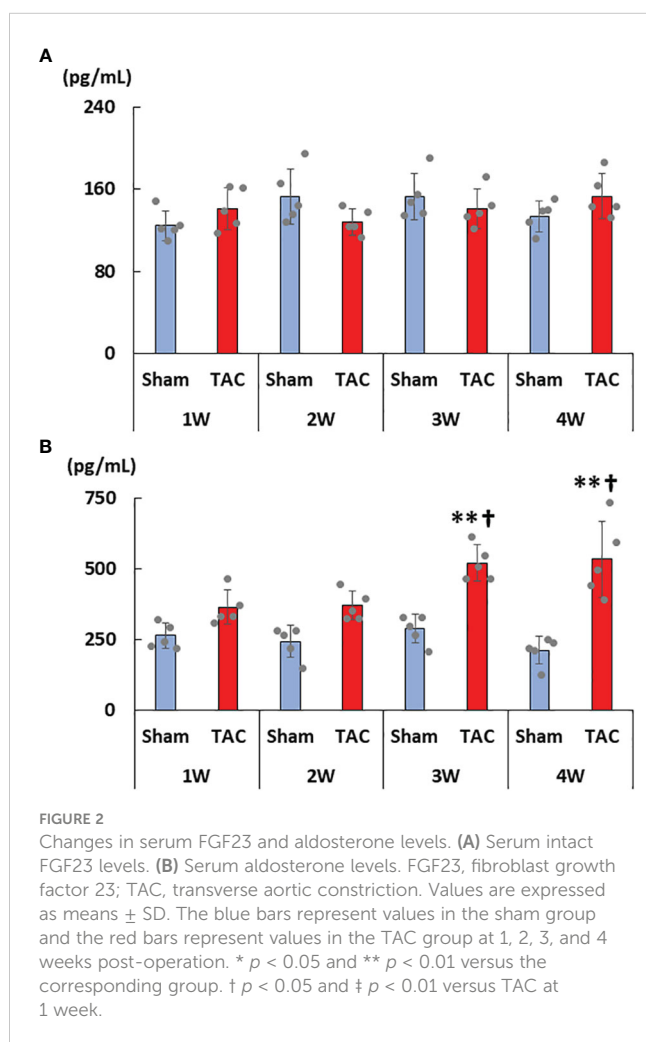 A
(pg/mL)
240
160
80
0
Sham TAC Sham TAC Sham TAC Sham TAC
1W 2W 3W 4W
B
(pg/mL)
750
500
250
0
**† **†
Sham TAC Sham TAC Sham TAC Sham TAC
1W 2W 3W 4W
FIGURE 2
Changes in serum FGF23 and aldosterone levels. (A) Serum intact
FGF23 levels. (B) Serum aldosterone levels. FGF23, fibroblast growth
factor 23; TAC, transverse aortic constriction. Values are expressed
as means ± SD. The blue bars represent values in the sham group
and the red bars represent values in the TAC group at 1, 2, 3, and 4
weeks post-operation. * p < 0.05 and ** p < 0.01 versus the
corresponding group. † p < 0.05 and ‡ p < 0.01 versus TAC at
1 week.